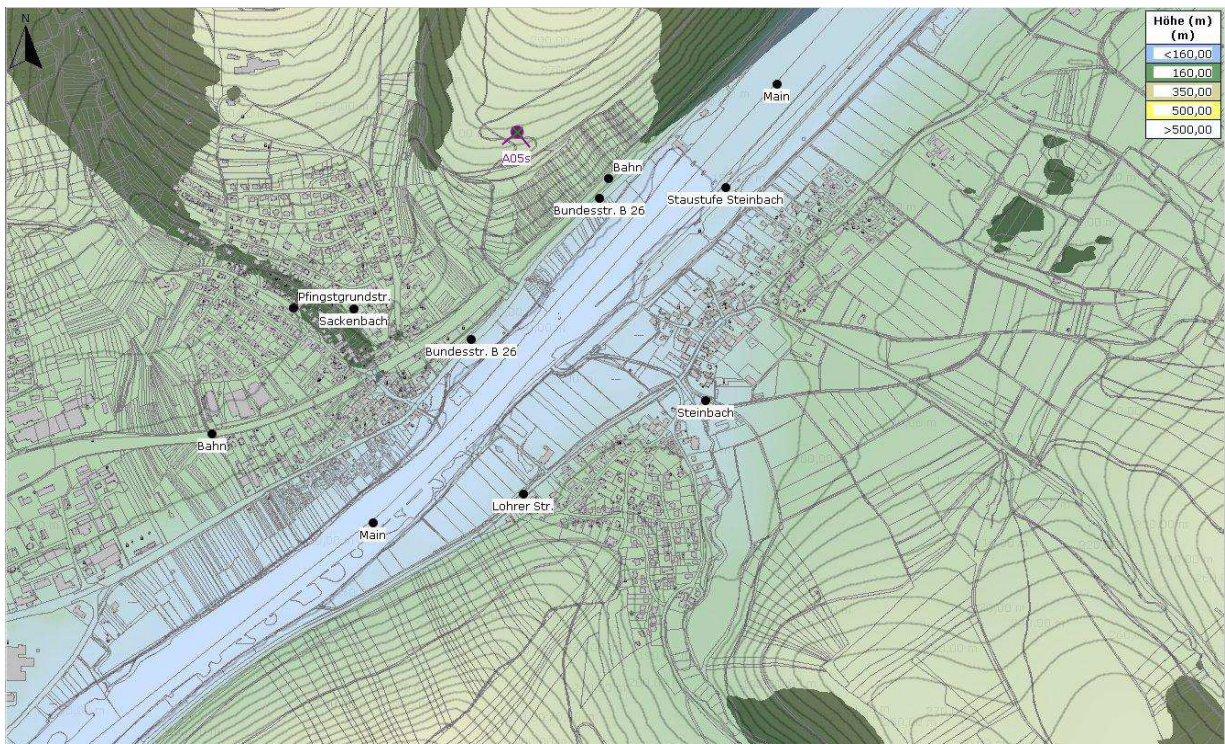 N
Höhe (m)
(m)
<160,00
160,00
350,00
500,00
>500,00
Main
A05s
Bahn
Bundesstr. B 26
Staustufe Steinbach
Pfingstgrundstr.
Sackenbach
Bundesstr. B 26
Steinbach
Bahn
Lohrer Str.
Main